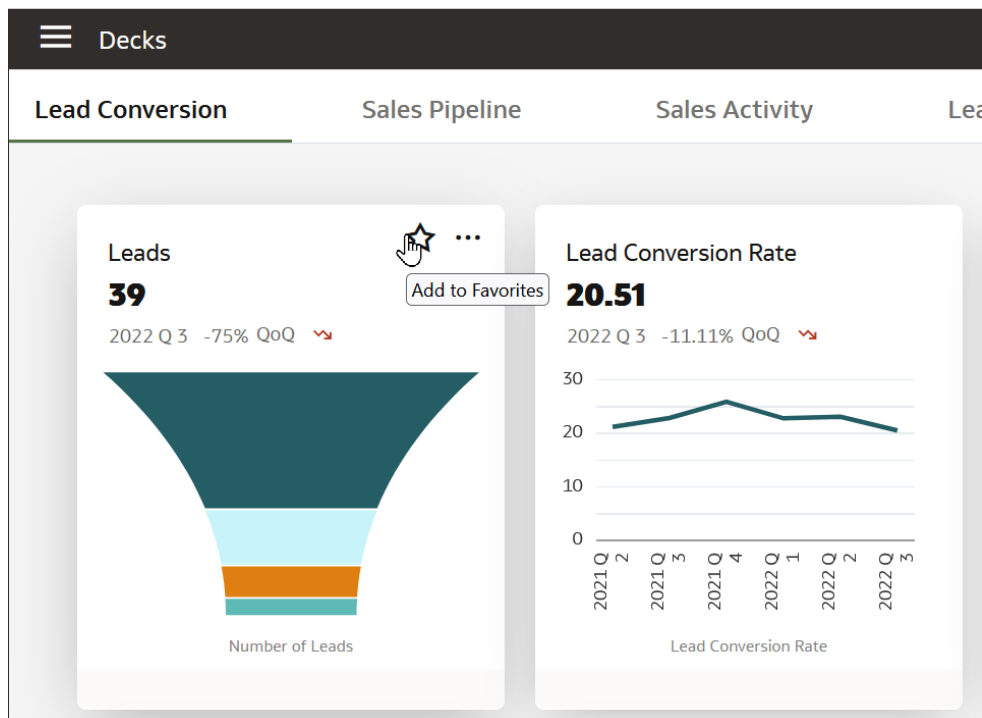 Decks
Lead Conversion
Sales Pipeline
Sales Activity
Lea
Leads
39
2022 Q 3 -75% QoQ
Add to Favorites
Number of Leads
Lead Conversion Rate
20.51
2022 Q 3 -11.11% QoQ
30
20
10
0
2021 Q 2
2021 Q 3
2021 Q 4
2022 Q 1
2022 Q 2
2022 Q 3
Lead Conversion Rate